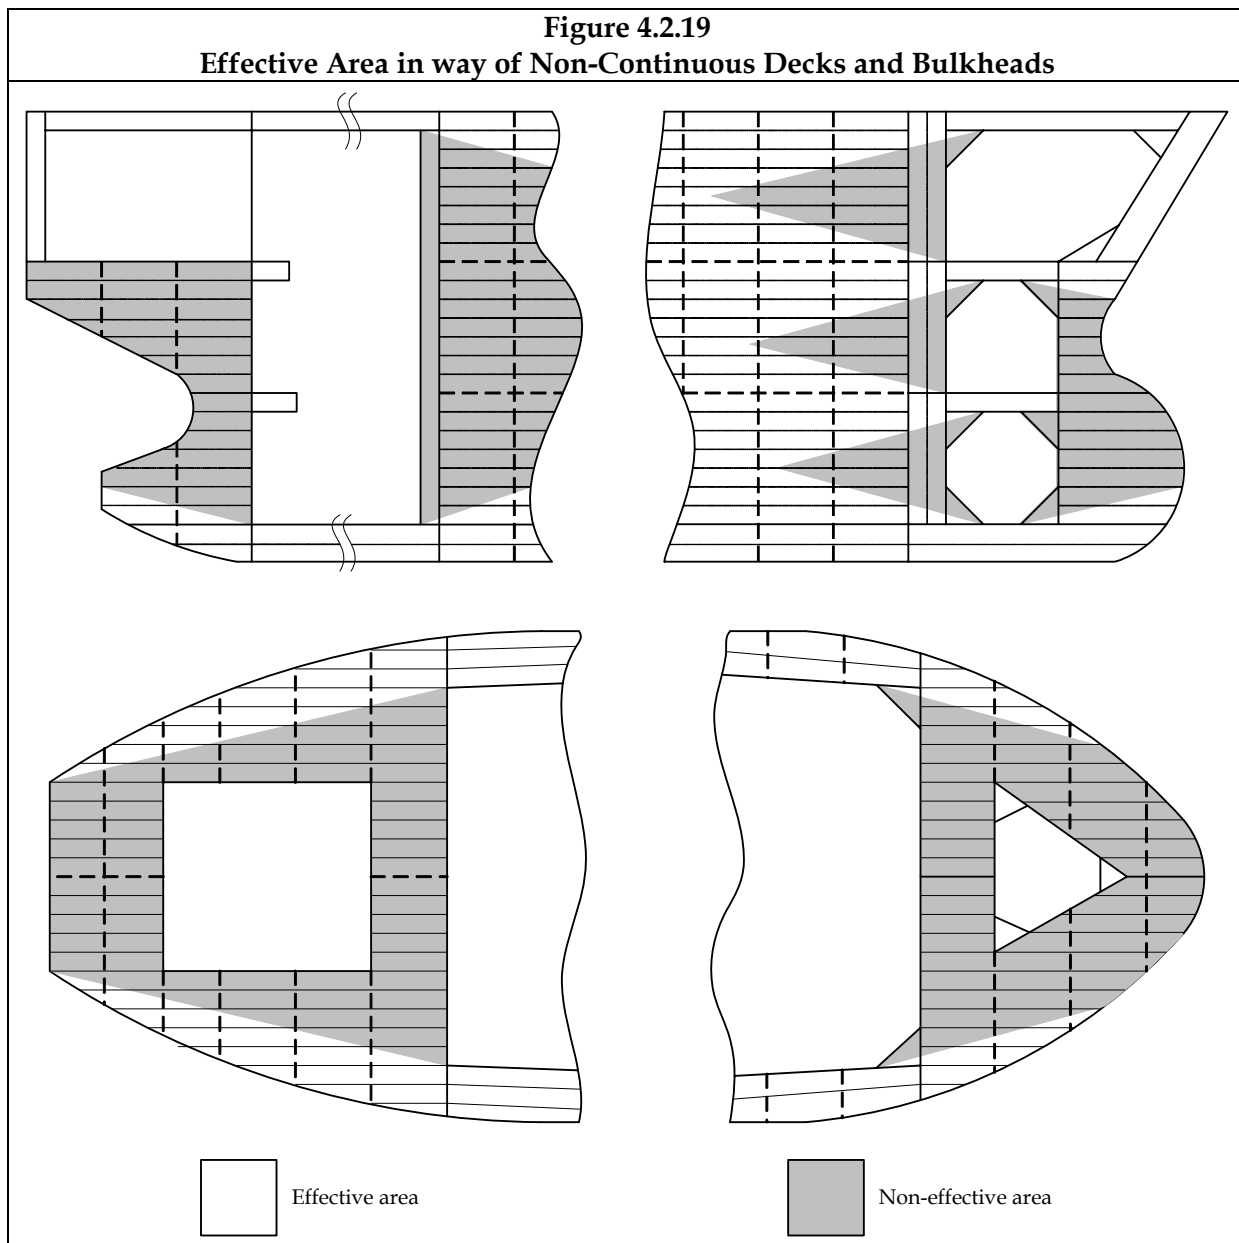 Figure 4.2.19
Effective Area in way of Non-Continuous Decks and Bulkheads
Effective area
Non-effective area